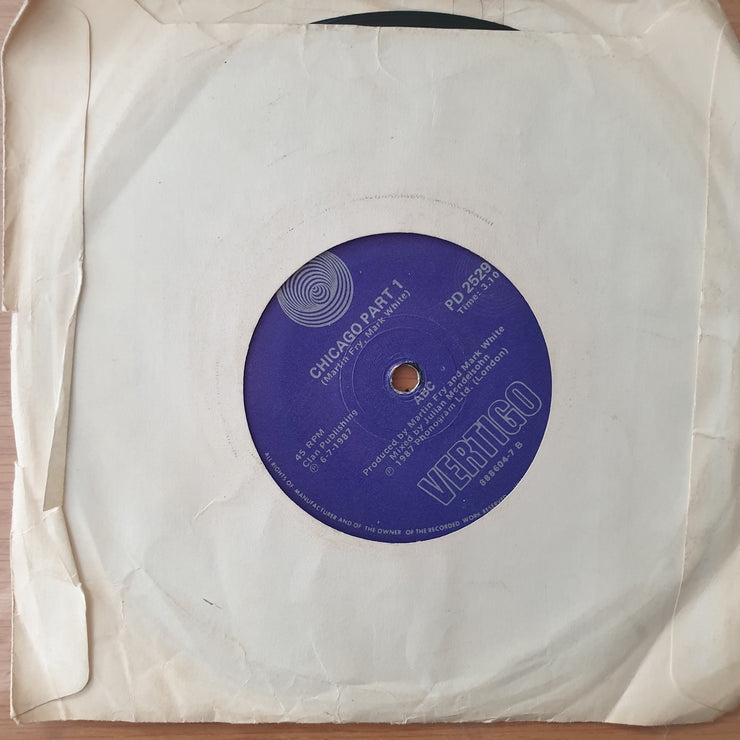 CHICAGO PART 1
(Martin Fry, Mark White)
PD 2529
Time: 3.10
45 RPM
Clan Publishing
© 6-7-1987
ABC
Produced by Martin Fry and Mark White
Mixed by Julian Mendelsohn
℗ 1987 Phonogram Ltd. (London)
VERTIGO
888604-7 B
ALL RIGHTS OF MANUFACTURER AND OF THE OWNER OF THE RECORDED WORK RESERVED